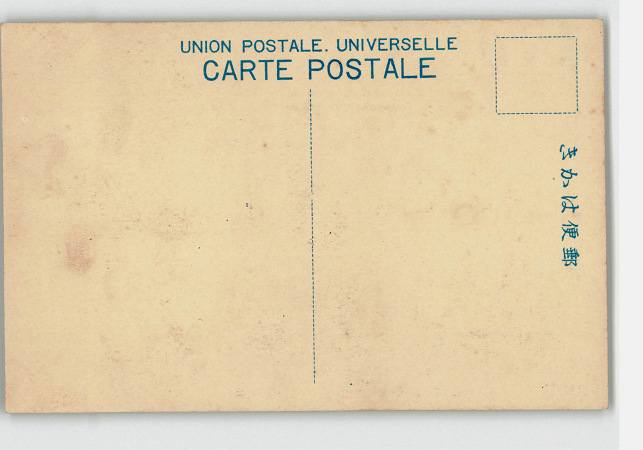 UNION POSTALE. UNIVERSELLE
CARTE POSTALE
郵便はかき